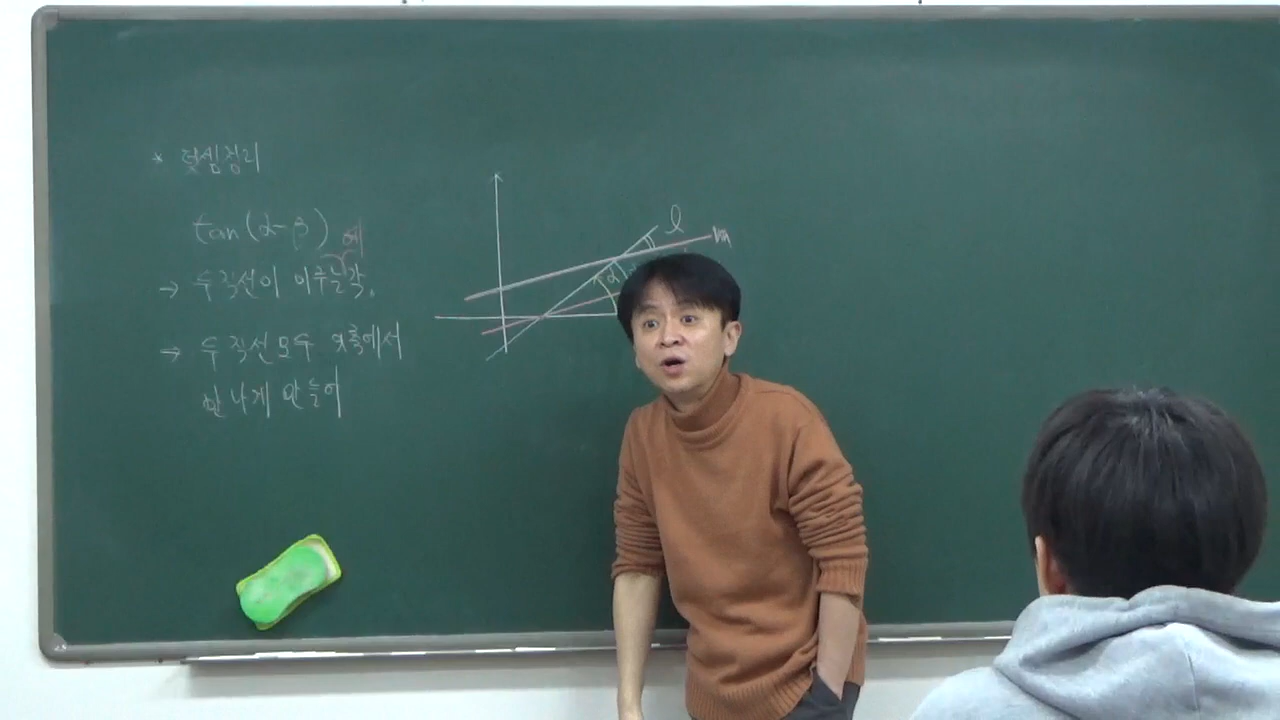 * 덧셈정리
tan(α-β) 예
→ 두 직선이 이루는각.
⇒ 두 직선 모두 x축에서
만나게 만들어
l
m
α